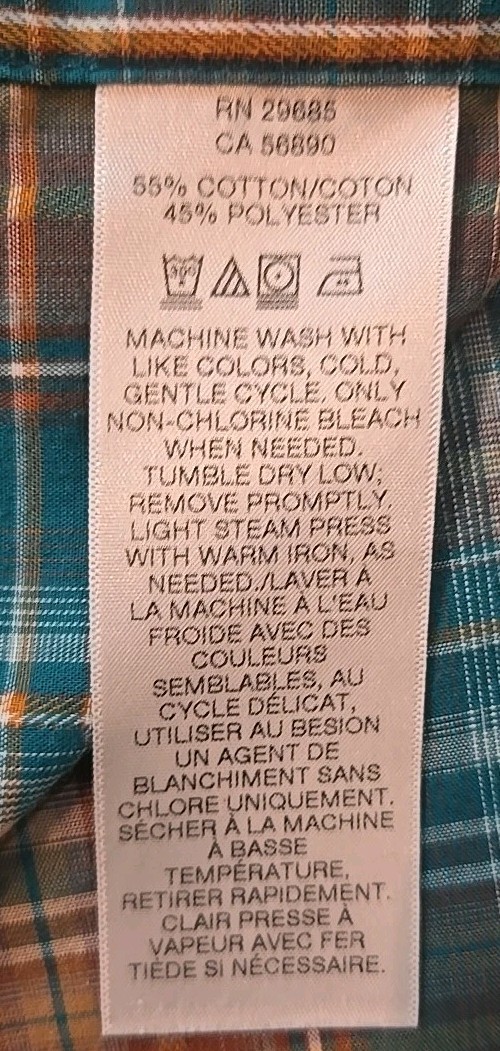 RN 29685
CA 56890
55% COTTON/COTON
45% POLYESTER
30°
MACHINE WASH WITH
LIKE COLORS, COLD,
GENTLE CYCLE. ONLY
NON-CHLORINE BLEACH
WHEN NEEDED.
TUMBLE DRY LOW;
REMOVE PROMPTLY.
LIGHT STEAM PRESS
WITH WARM IRON, AS
NEEDED./LAVER À
LA MACHINE À L'EAU
FROIDE AVEC DES
COULEURS
SEMBLABLES, AU
CYCLE DÉLICAT,
UTILISER AU BESION
UN AGENT DE
BLANCHIMENT SANS
CHLORE UNIQUEMENT.
SÉCHER À LA MACHINE
À BASSE
TEMPÉRATURE,
RETIRER RAPIDEMENT.
CLAIR PRESSE À
VAPEUR AVEC FER
TIÈDE SI NÉCESSAIRE.